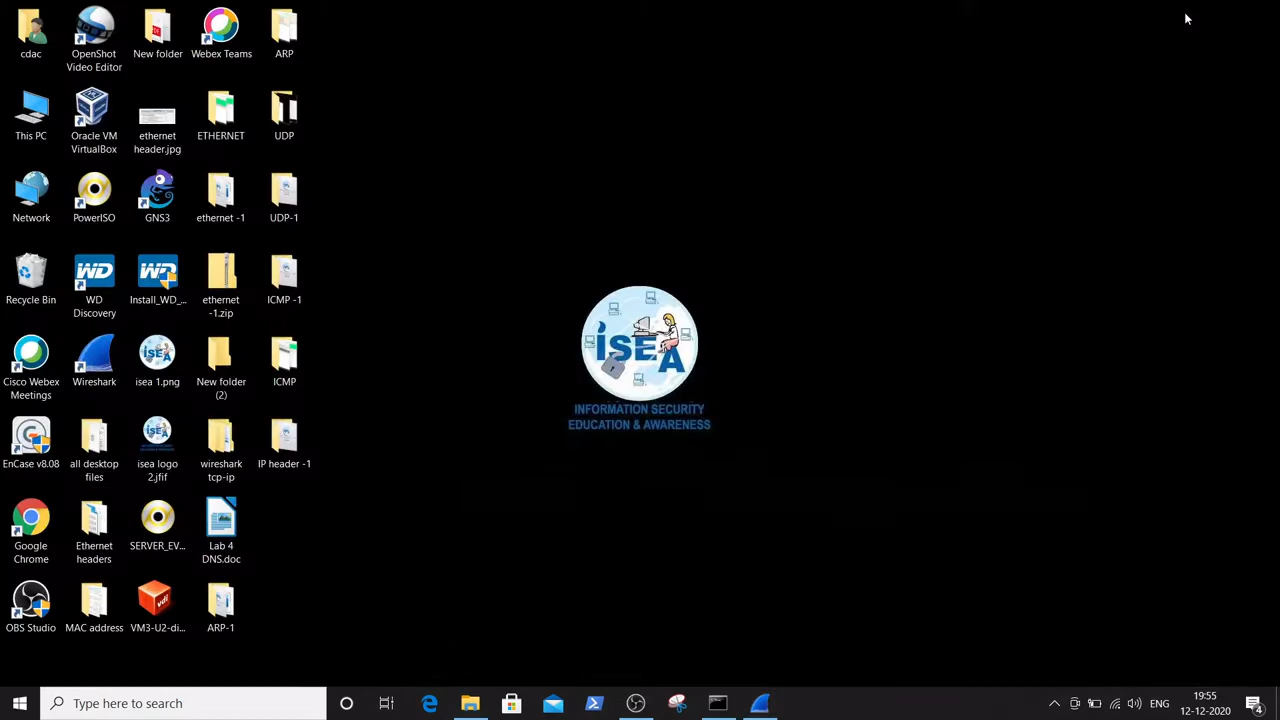 cdac
OpenShot
Video Editor
New folder
Webex Teams
ARP
This PC
Oracle VM
VirtualBox
ethernet
header.jpg
ETHERNET
UDP
Network
PowerISO
GNS3
ethernet -1
UDP-1
Recycle Bin
WD
Discovery
Install_WD_...
ethernet
-1.zip
ICMP -1
Cisco Webex
Meetings
Wireshark
isea 1.png
New folder
(2)
ICMP
EnCase v8.08
all desktop
files
isea logo
2.jfif
wireshark
tcp-ip
IP header -1
Google
Chrome
Ethernet
headers
SERVER_EV...
Lab 4
DNS.doc
OBS Studio
MAC address
VM3-U2-di...
ARP-1
WD
WD
vdi
iSEA
INFORMATION SECURITY
EDUCATION & AWARENESS
Type here to search
ENG
19:55
12-12-2020
4